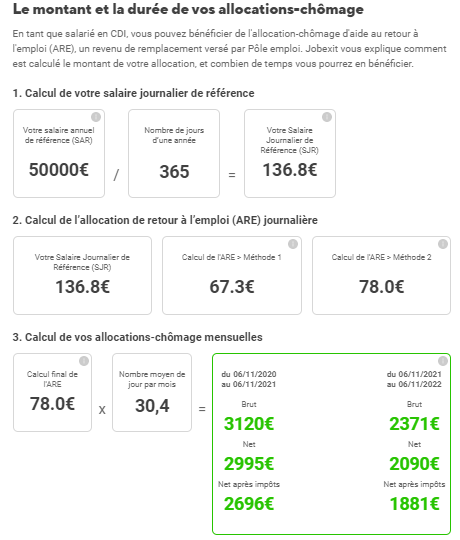 Le montant et la durée de vos allocations-chômage
En tant que salarié en CDI, vous pouvez bénéficier de l'allocation-chômage d'aide au retour à
l'emploi (ARE), un revenu de remplacement versé par Pôle emploi. Jobexit vous explique comment
est calculé le montant de votre allocation, et combien de temps vous pourrez en bénéficier.
1. Calcul de votre salaire journalier de référence
Votre salaire annuel
de référence (SAR)
50000€
/
Nombre de jours
d'une année
365
=
Votre Salaire
Journalier de
Référence (SJR)
136.8€
2. Calcul de l'allocation de retour à l'emploi (ARE) journalière
Votre Salaire Journalier de
Référence (SJR)
136.8€
Calcul de l'ARE > Méthode 1
67.3€
Calcul de l'ARE > Méthode 2
78.0€
3. Calcul de vos allocations-chômage mensuelles
Calcul final de
l'ARE
78.0€
x
Nombre moyen de
jour par mois
30,4
=
du 06/11/2020
au 06/11/2021
Brut
3120€
Net
2995€
Net après impôts
2696€
du 06/11/2021
au 06/11/2022
Brut
2371€
Net
2090€
Net après impôts
1881€